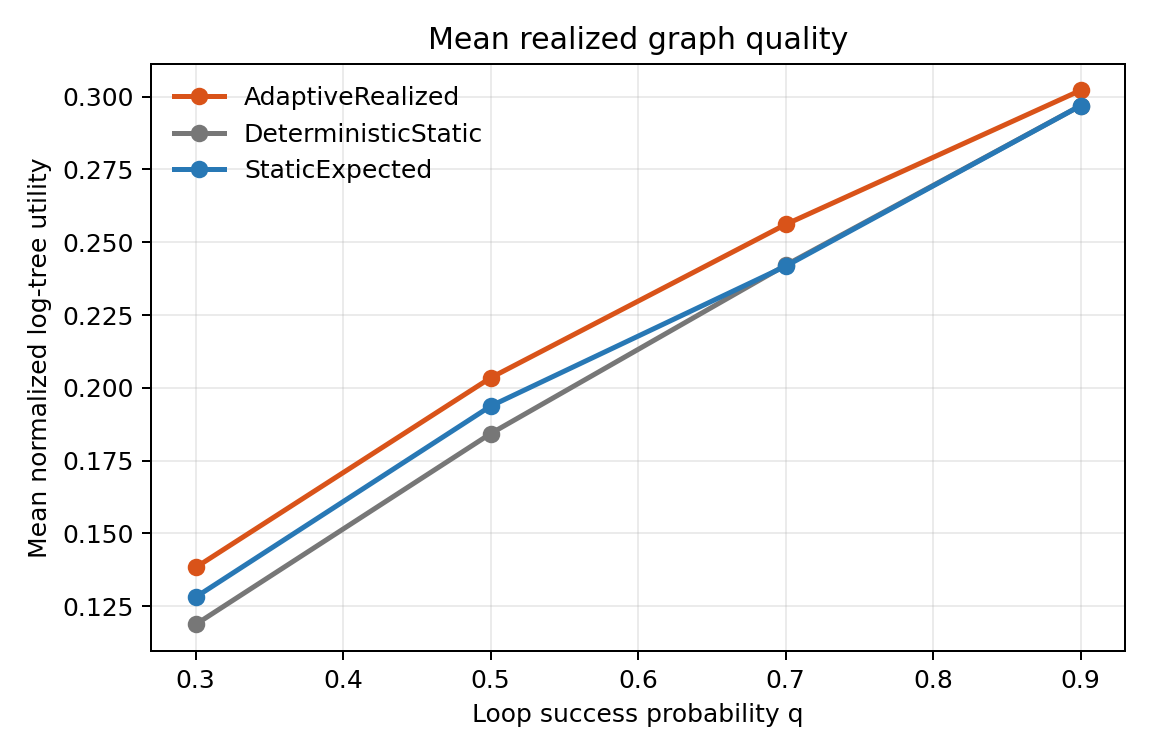 Mean realized graph quality
AdaptiveRealized
DeterministicStatic
StaticExpected
Mean normalized log-tree utility
0.300
0.275
0.250
0.225
0.200
0.175
0.150
0.125
0.3
0.4
0.5
0.6
0.7
0.8
0.9
Loop success probability q